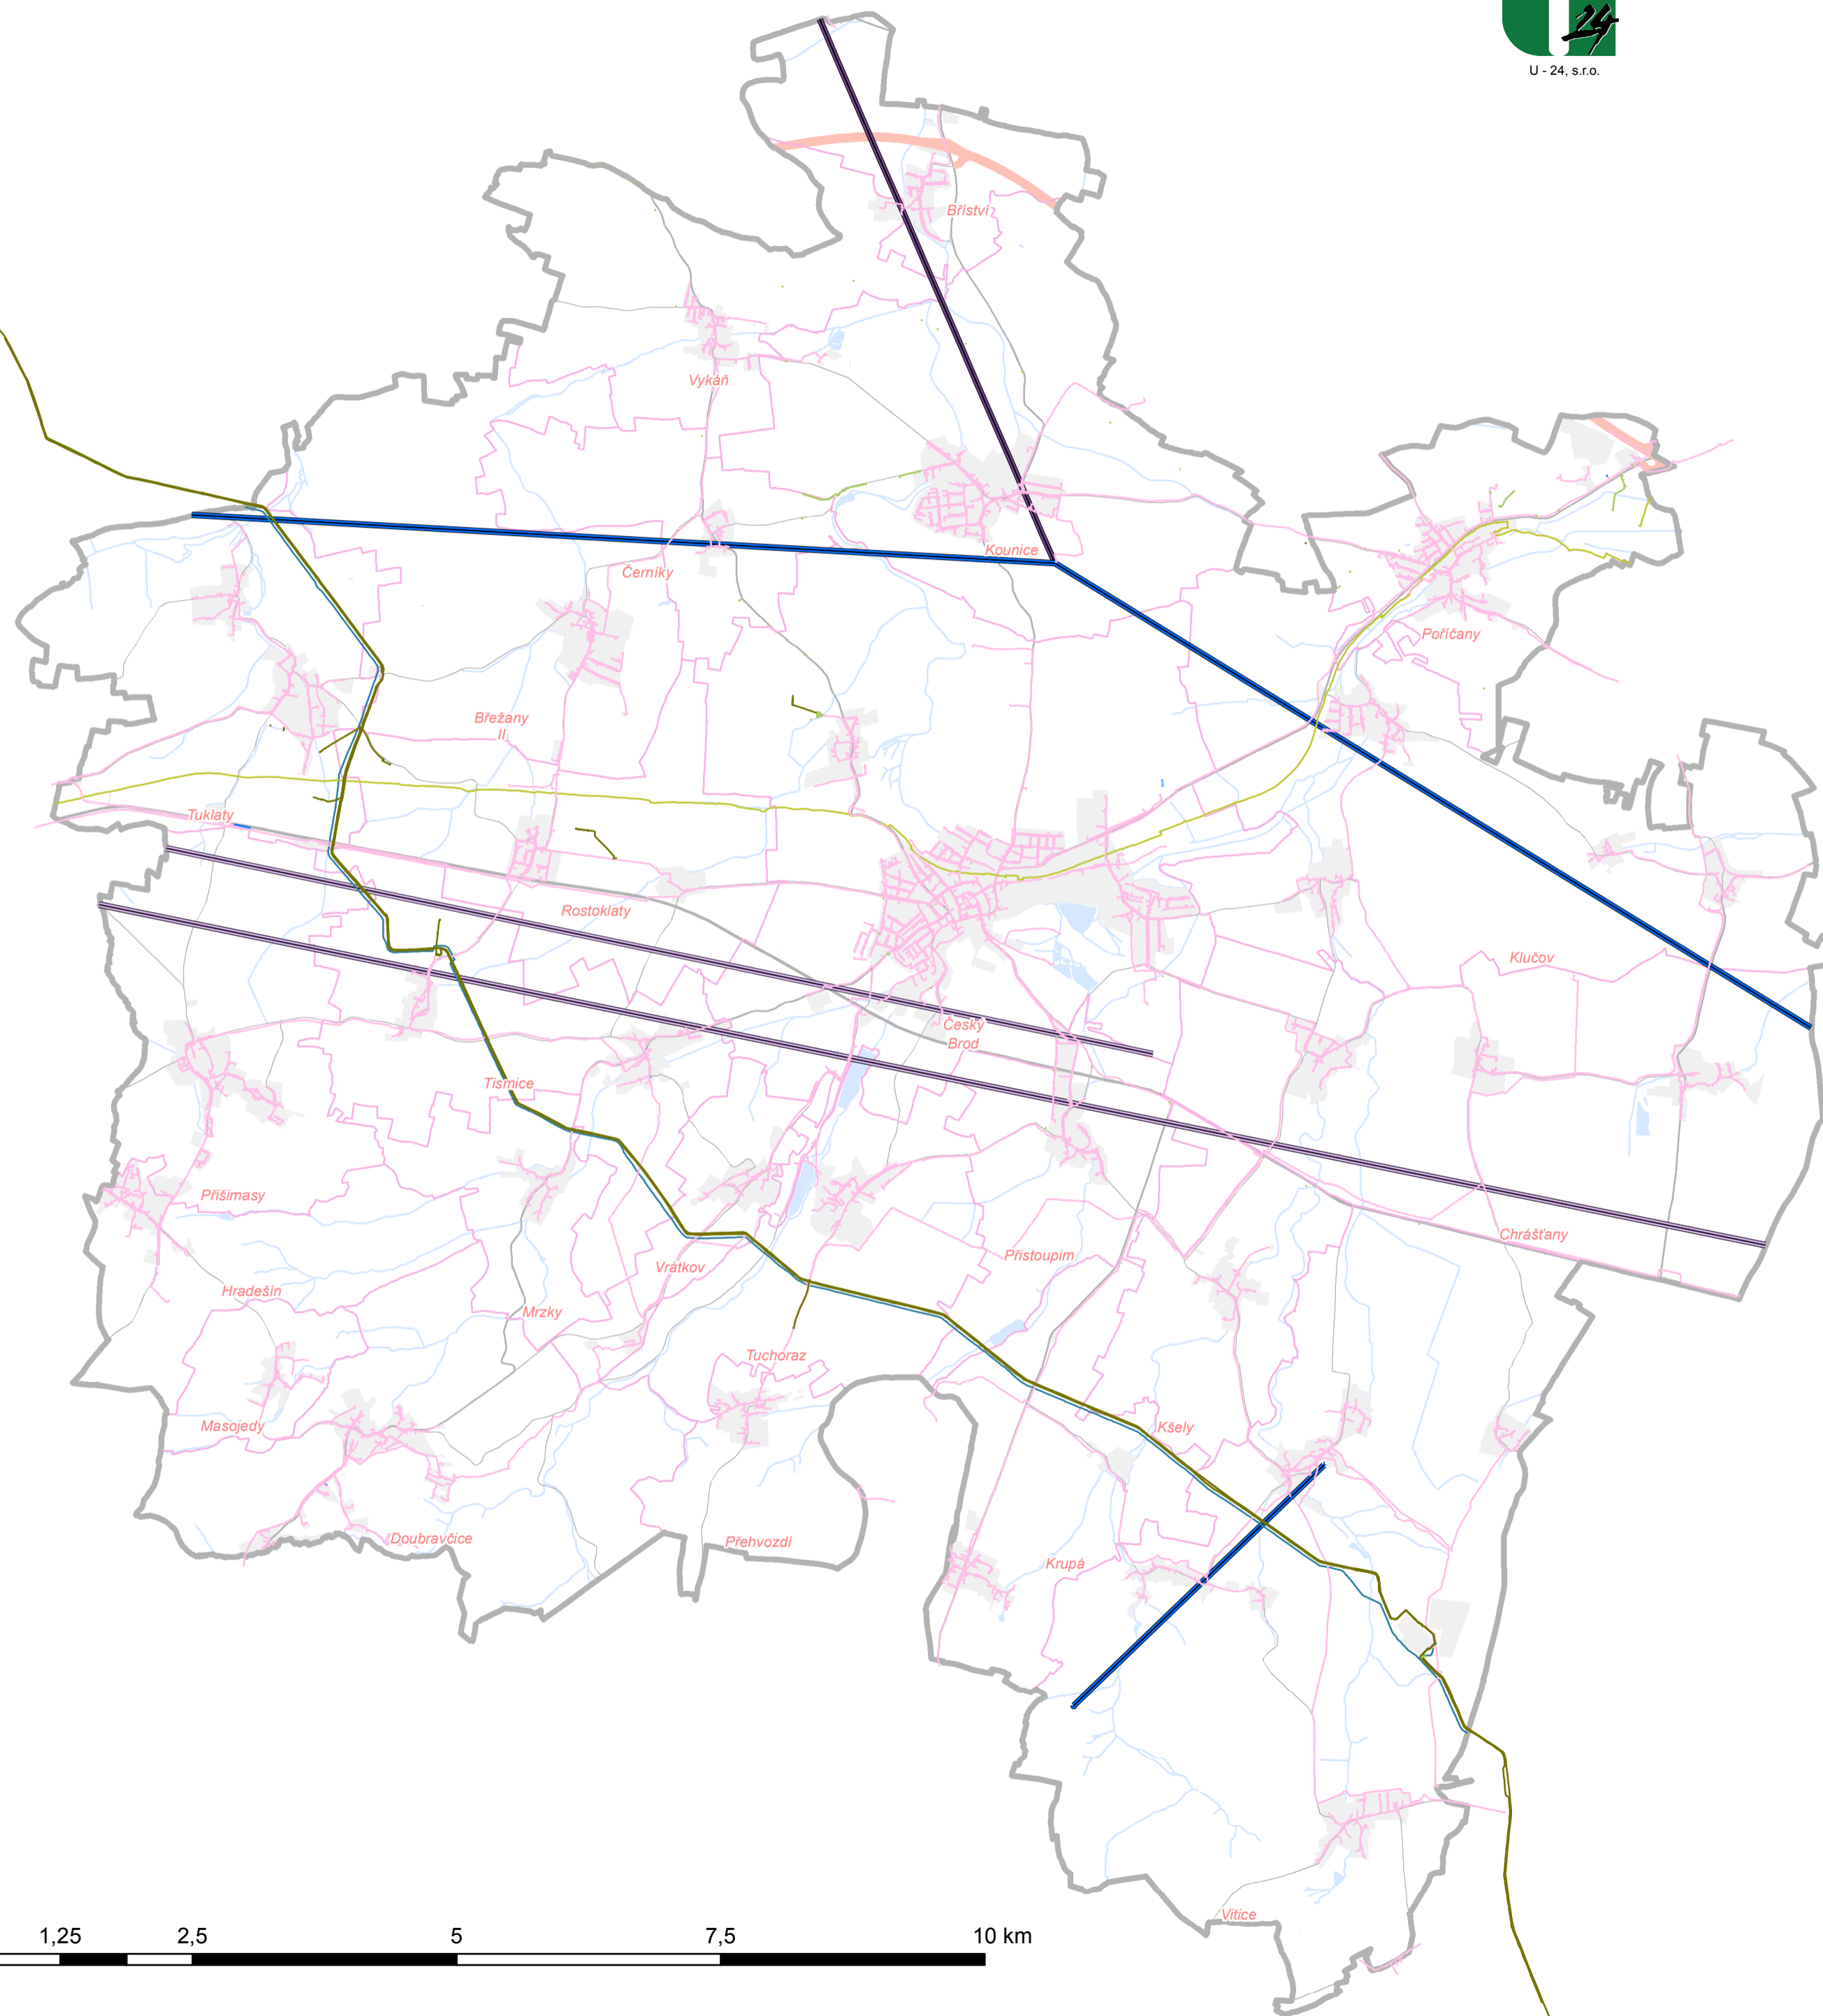 24
U - 24, s.r.o.
Bříství
Vykáň
Kounice
Černíky
Poříčany
Břežany
II
Tuklaty
Rostoklaty
Klučov
Český
Brod
Tismice
Přišimasy
Chrášťany
Přistoupim
Vrátkov
Hradešín
Mrzky
Tuchoraz
Masojedy
Kšely
Doubravčice
Přehvozdí
Krupá
Vitice
1,25 2,5 5 7,5 10 km